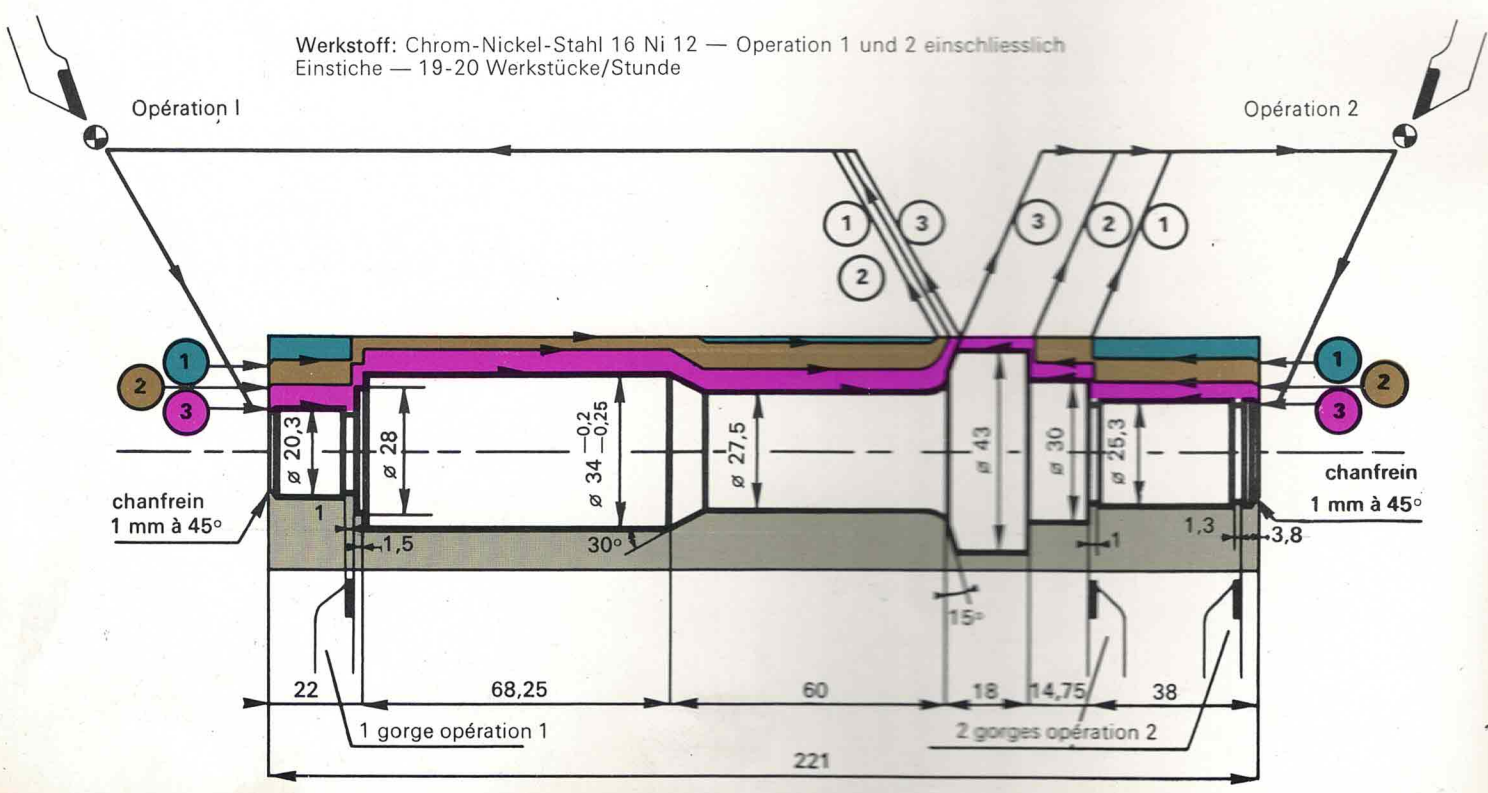 Werkstoff: Chrom-Nickel-Stahl 16 Ni 12 — Operation 1 und 2 einschliesslich
Einstiche — 19-20 Werkstücke/Stunde
Opération I
Opération 2
1
3
2
3
2
1
1
2
3
1
2
3
ø 20,3
ø 28
ø 34 —0,2 —0,25
ø 27,5
ø 43
ø 30
ø 25,3
chanfrein
1 mm à 45°
chanfrein
1 mm à 45°
1
1,5
30°
15°
1
1,3
3,8
22
68,25
60
18
14,75
38
1 gorge opération 1
2 gorges opération 2
221